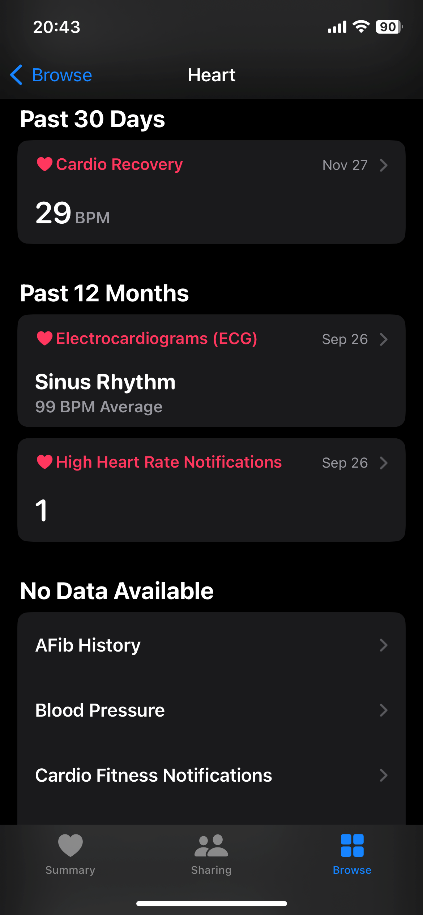 20:43
90
Browse
Heart
Past 30 Days
Cardio Recovery
Nov 27
29 BPM
Past 12 Months
Electrocardiograms (ECG)
Sep 26
Sinus Rhythm
99 BPM Average
High Heart Rate Notifications
Sep 26
1
No Data Available
AFib History
Blood Pressure
Cardio Fitness Notifications
Summary
Sharing
Browse